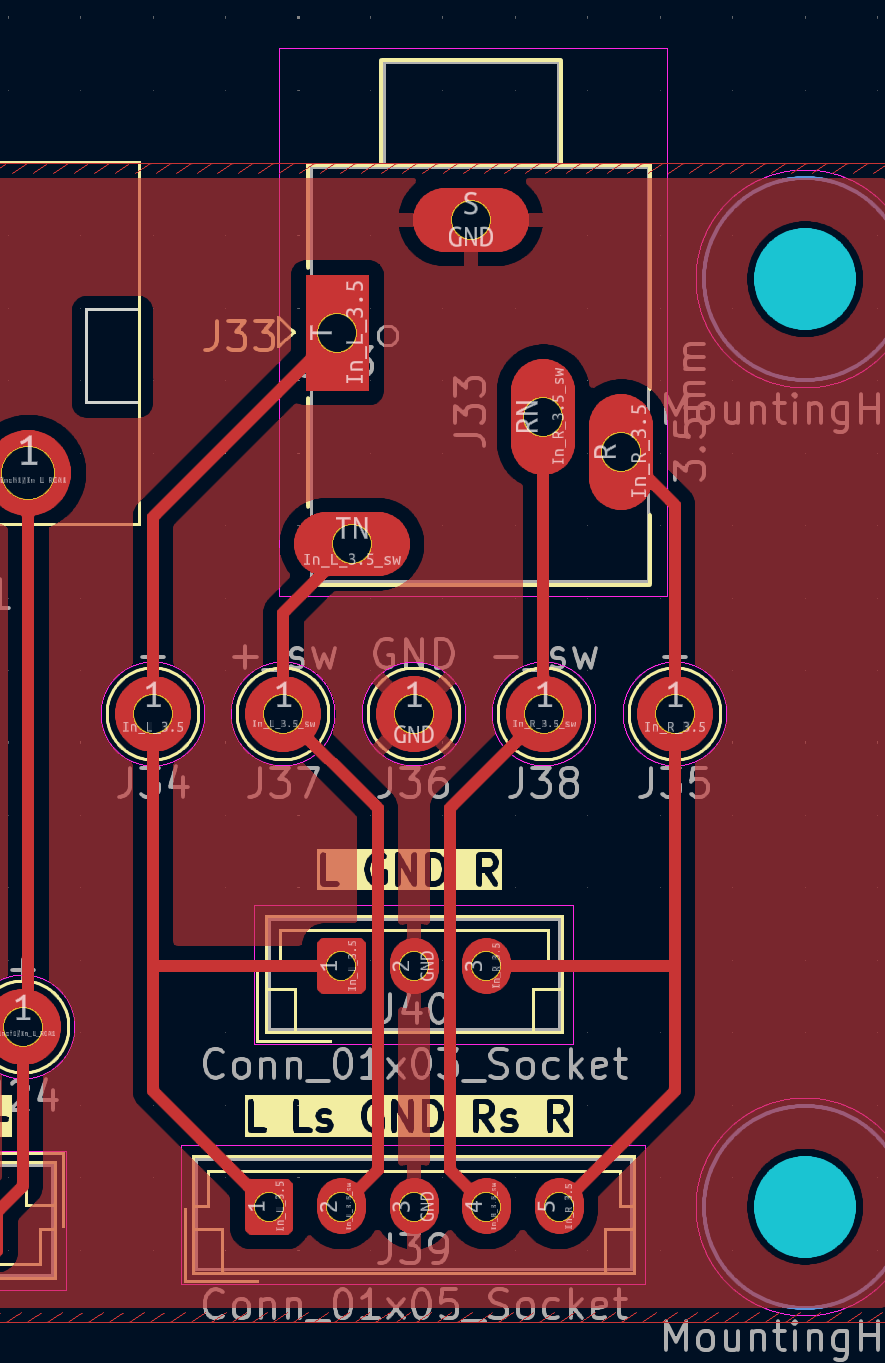 S
GND
T
In_L_3.5
J33
J33
RN
In_R_3.5_sw
R
In_R_3.5
3.5mm
MountingH
1
TN
In_L_3.5_sw
+_sw
GND
-_sw
1
In_L_3.5
1
In_L_3.5_sw
1
GND
1
In_R_3.5_sw
1
In_R_3.5
J34
J37
J36
J38
J35
L GND R
1
In_L_3.5
2
GND
3
In_R_3.5
J40
1
Conn_01x03_Socket
L Ls GND Rs R
1
In_L_3.5
2
In_L_3.5_sw
3
GND
4
In_R_3.5_sw
5
In_R_3.5
J39
Conn_01x05_Socket
MountingH